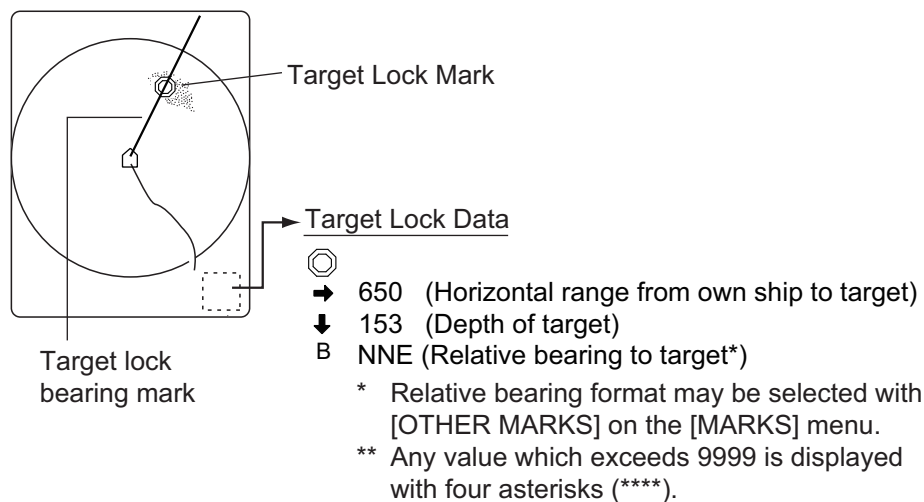 Target Lock Mark
Target Lock Data
➡ 650 (Horizontal range from own ship to target)
⬇ 153 (Depth of target)
B NNE (Relative bearing to target*)
* Relative bearing format may be selected with
[OTHER MARKS] on the [MARKS] menu.
** Any value which exceeds 9999 is displayed
with four asterisks (****).
Target lock
bearing mark